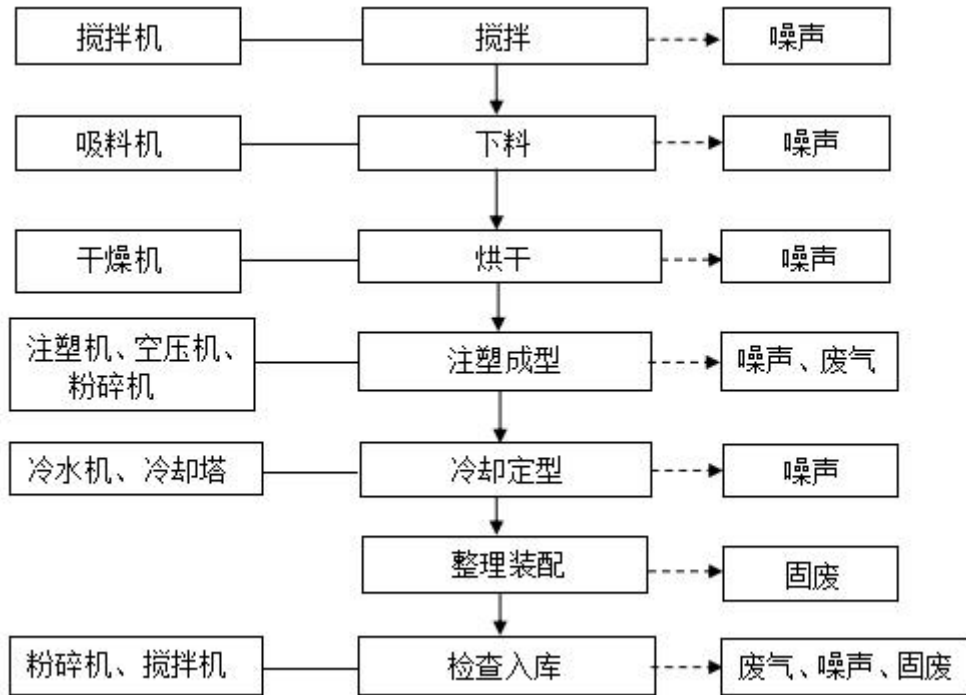 搅拌机
搅拌
噪声
吸料机
下料
噪声
干燥机
烘干
噪声
注塑机、空压机、
粉碎机
注塑成型
噪声、废气
冷水机、冷却塔
冷却定型
噪声
整理装配
固废
粉碎机、搅拌机
检查入库
废气、噪声、固废